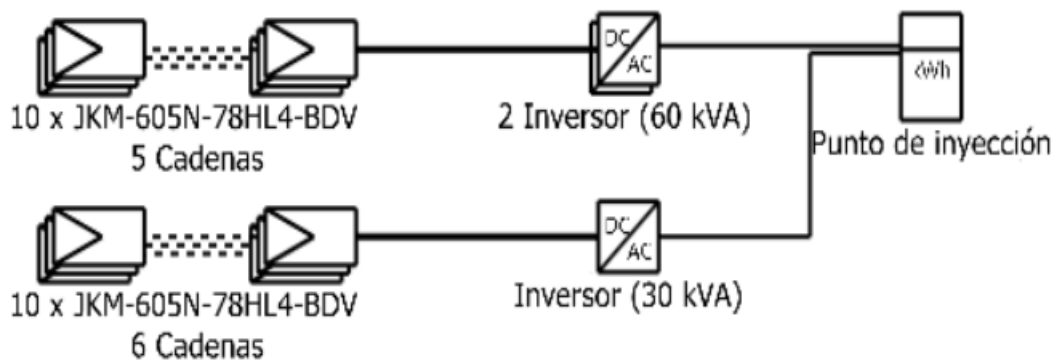 DC
AC
kWh
10 x JKM-605N-78HL4-BDV
2 Inversor (60 kVA)
5 Cadenas
Punto de inyección
DC
AC
10 x JKM-605N-78HL4-BDV
Inversor (30 kVA)
6 Cadenas